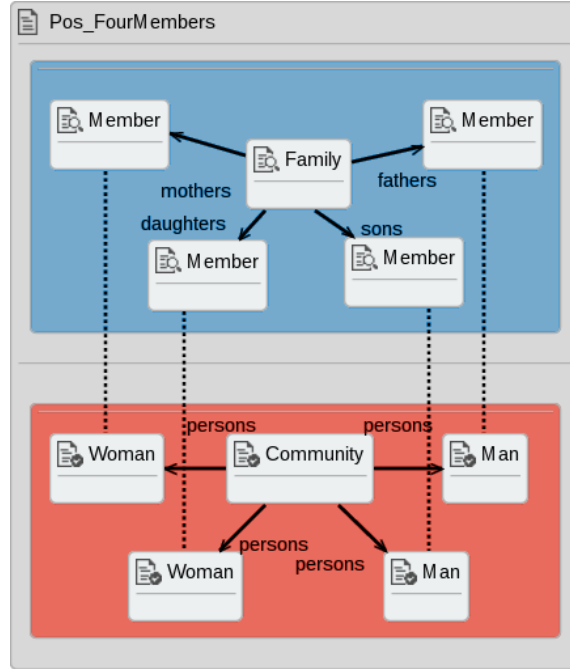 Pos_FourMembers
Member
Member
Family
mothers
fathers
daughters
sons
Member
Member
persons
persons
Woman
Community
Man
persons
persons
Woman
Man